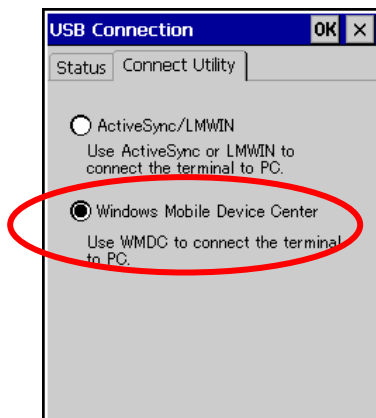 USB Connection OK ×
Status Connect Utility
ActiveSync/LMWIN
Use ActiveSync or LMWIN to
connect the terminal to PC.
Windows Mobile Device Center
Use WMDC to connect the terminal
to PC.